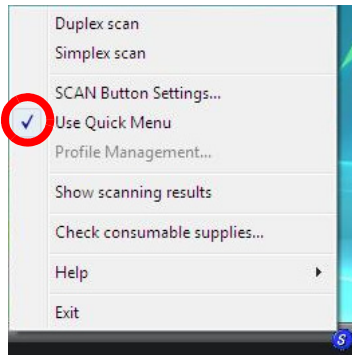 Duplex scan
Simplex scan
SCAN Button Settings...
Use Quick Menu
Profile Management...
Show scanning results
Check consumable supplies...
Help
Exit
S